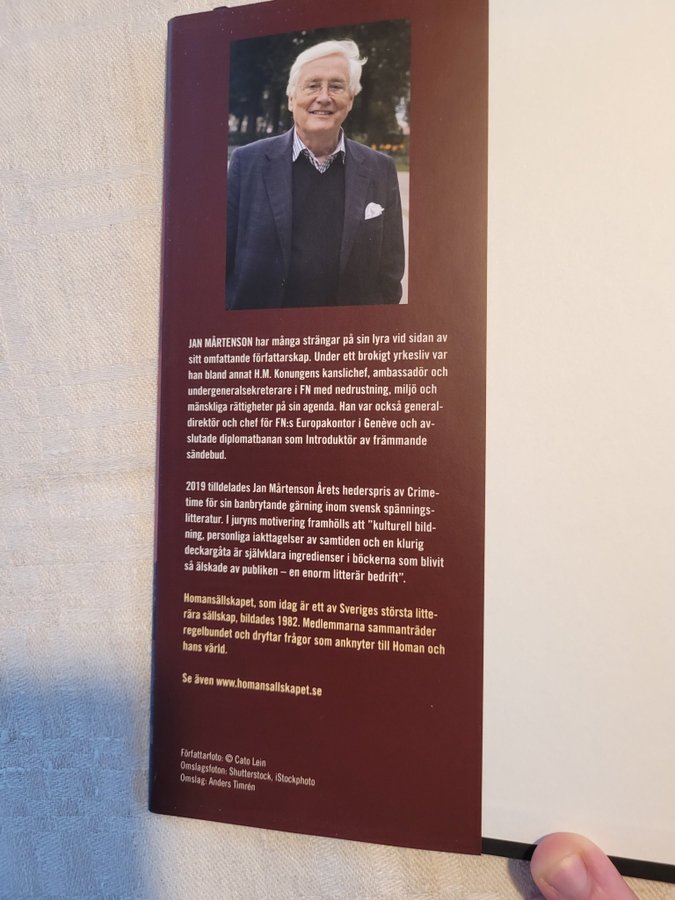 JAN MÅRTENSON har många strängar på sin lyra vid sidan av
sitt omfattande författarskap. Under ett brokigt yrkesliv var
han bland annat H.M. Konungens kanslichef, ambassadör och
undergeneralsekreterare i FN med nedrustning, miljö och
mänskliga rättigheter på sin agenda. Han var också general-
direktör och chef för FN:s Europakontor i Genève och av-
slutade diplomatbanan som Introduktör av främmande
sändebud.
2019 tilldelades Jan Mårtenson Årets hederspris av Crime-
time för sin banbrytande gärning inom svensk spännings-
litteratur. I juryns motivering framhölls att ”kulturell bild-
ning, personliga iakttagelser av samtiden och en klurig
deckargåta är självklara ingredienser i böckerna som blivit
så älskade av publiken – en enorm litterär bedrift”.
Homansällskapet, som idag är ett av Sveriges största litte-
rära sällskap, bildades 1982. Medlemmarna sammanträder
regelbundet och dryftar frågor som anknyter till Homan och
hans värld.
Se även www.homansallskapet.se
Författarfoto: © Cato Lein
Omslagsfoton: Shutterstock, iStockphoto
Omslag: Anders Timrén